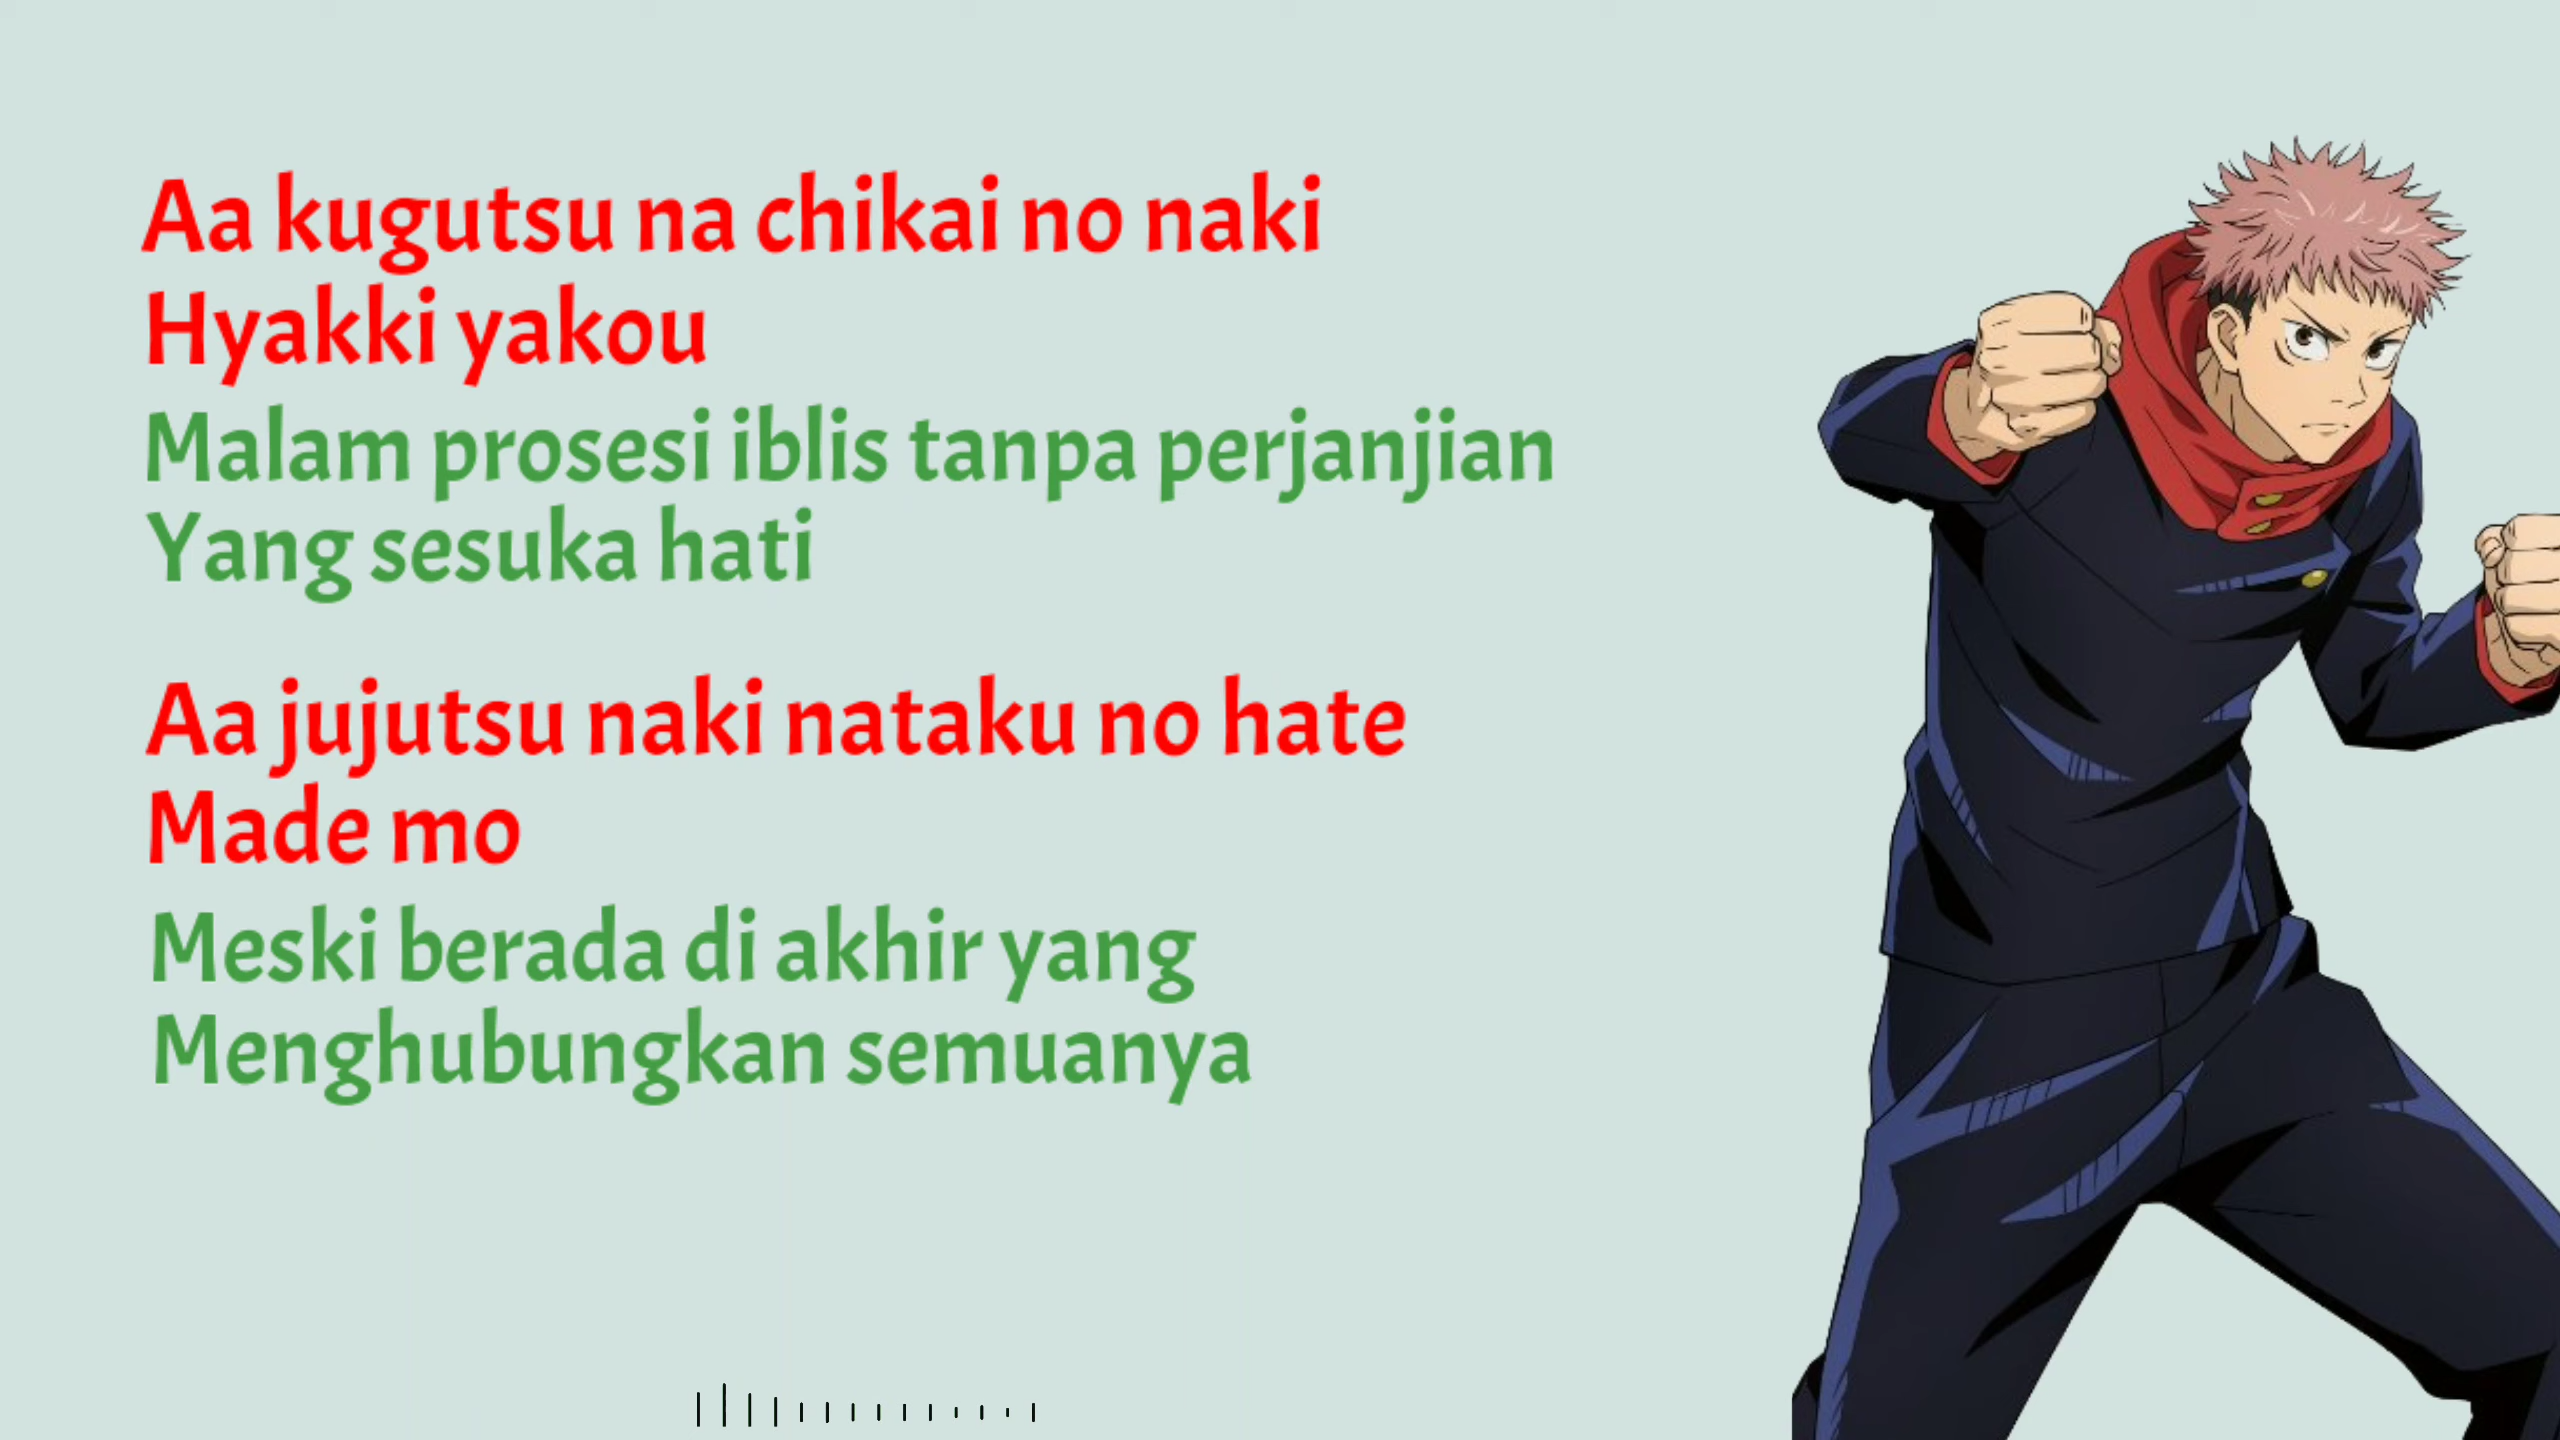 Aa kugutsu na chikai no naki
Hyakki yakou
Malam prosesi iblis tanpa perjanjian
Yang sesuka hati
Aa jujutsu naki nataku no hate
Made mo
Meski berada di akhir yang
Menghubungkan semuanya